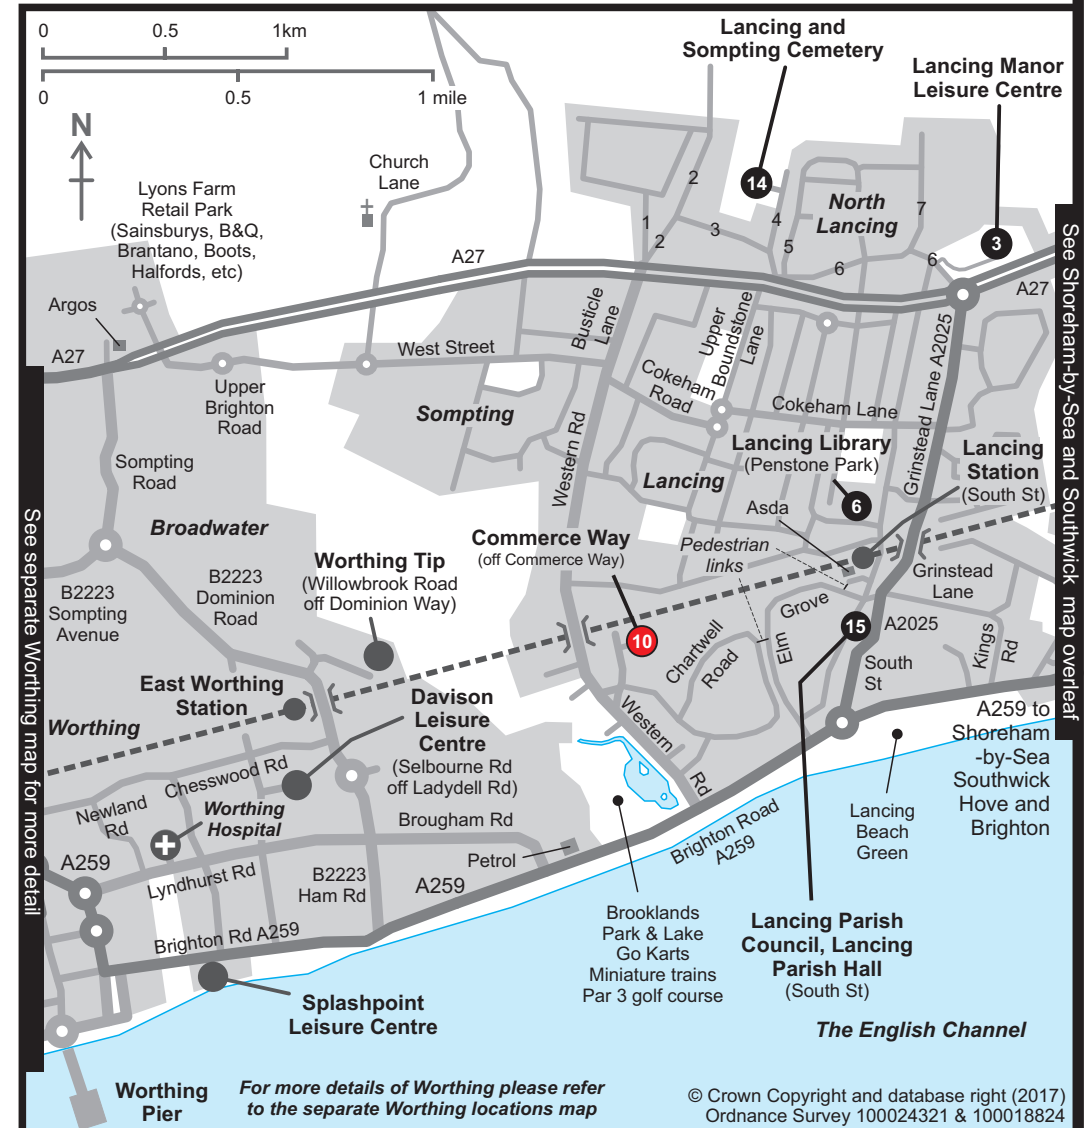 0 0.5 1km
0 0.5 1 mile
N
Lancing and
Sompting Cemetery
Lancing Manor
Leisure Centre
Church
Lane
Lyons Farm
Retail Park
(Sainsburys, B&Q,
Brantano, Boots,
Halfords, etc)
14
2
North
Lancing
7
4
3
1
2
5
6
6
3
A27
A27
Argos
A27
Busticle
Lane
Upper
Boundstone
Lane
West Street
Upper
Brighton
Road
Cokeham
Road
Cokeham Lane
Grinstead Lane A2025
Sompting
Western Rd
Lancing Library
(Penstone Park)
Lancing
Station
(South St)
Sompting
Road
Lancing
6
Asda
Broadwater
Commerce Way
(off Commerce Way)
Pedestrian
links
Worthing Tip
(Willowbrook Road
off Dominion Way)
B2223
Sompting
Avenue
B2223
Dominion
Road
Grinstead
Lane
Elm
Grove
15
A2025
10
Chartwell
Road
Kings
Rd
South
St
East Worthing
Station
Davison
Leisure
Centre
(Selbourne Rd
off Ladydell Rd)
Western
Rd
Worthing
A259 to
Shoreham
-by-Sea
Southwick
Hove and
Brighton
Chesswood Rd
Newland
Rd
Worthing
Hospital
Brougham Rd
Petrol
Brighton Road
A259
Lancing
Beach
Green
A259
Lyndhurst Rd
B2223
Ham Rd
A259
Brighton Rd A259
Brooklands
Park & Lake
Go Karts
Miniature trains
Par 3 golf course
Lancing Parish
Council, Lancing
Parish Hall
(South St)
Splashpoint
Leisure Centre
The English Channel
Worthing
Pier
For more details of Worthing please refer
to the separate Worthing locations map
© Crown Copyright and database right (2017)
Ordnance Survey 100024321 & 100018824
See separate Worthing map for more detail
See Shoreham-by-Sea and Southwick map overleaf